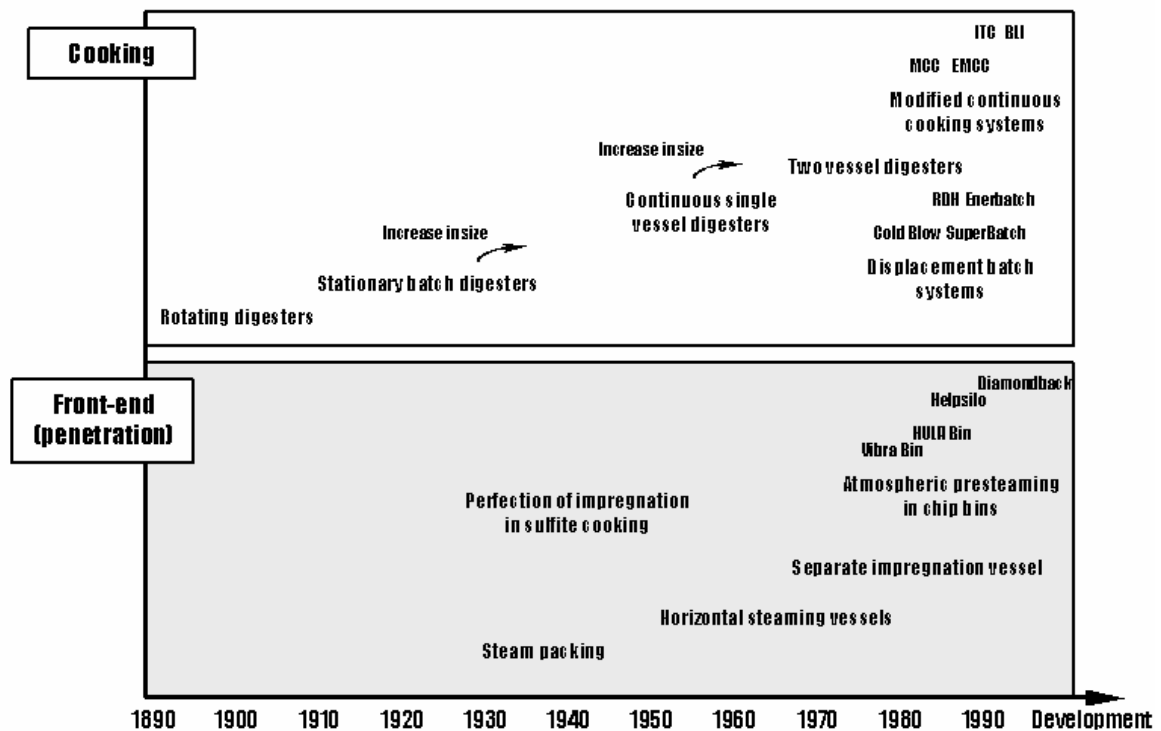 Cooking
ITC BLI
MCC EMCC
Modified continuous
cooking systems
Increase in size
Two vessel digesters
Continuous single
vessel digesters
RDH Enerbatch
Increase in size
Cold Blow SuperBatch
Stationary batch digesters
Displacement batch
systems
Rotating digesters
Front-end
(penetration)
Diamondback
Helpsilo
HULA Bin
Vibra Bin
Perfection of impregnation
in sulfite cooking
Atmospheric presteaming
in chip bins
Separate impregnation vessel
Horizontal steaming vessels
Steam packing
1890 1900 1910 1920 1930 1940 1950 1960 1970 1980 1990 Development